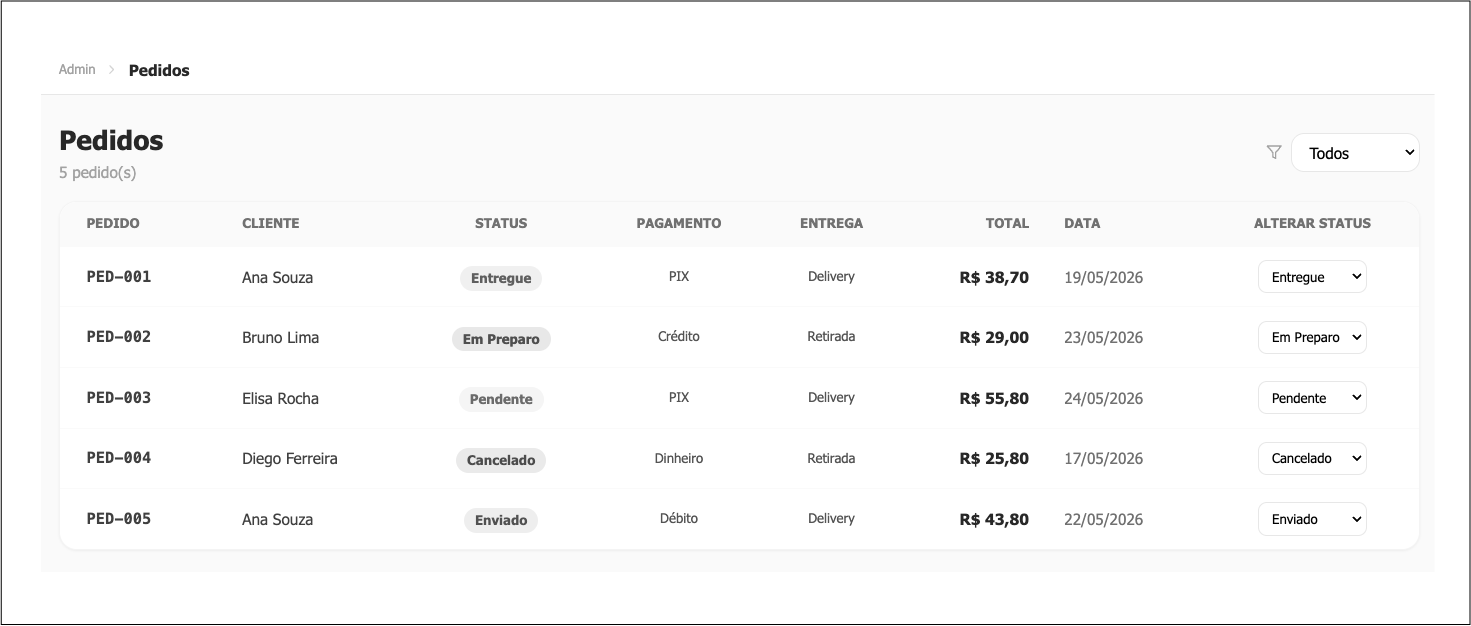 Admin > Pedidos
Pedidos
5 pedido(s)
Todos
PEDIDO CLIENTE STATUS PAGAMENTO ENTREGA TOTAL DATA ALTERAR STATUS
PED-001 Ana Souza Entregue PIX Delivery R$ 38,70 19/05/2026 Entregue
PED-002 Bruno Lima Em Preparo Crédito Retirada R$ 29,00 23/05/2026 Em Preparo
PED-003 Elisa Rocha Pendente PIX Delivery R$ 55,80 24/05/2026 Pendente
PED-004 Diego Ferreira Cancelado Dinheiro Retirada R$ 25,80 17/05/2026 Cancelado
PED-005 Ana Souza Enviado Débito Delivery R$ 43,80 22/05/2026 Enviado